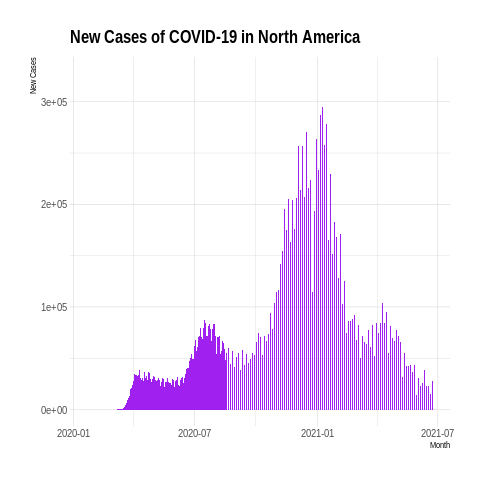 New Cases of COVID-19 in North America
New Cases
3e+05
2e+05
1e+05
0e+00
2020-01 2020-07 2021-01 2021-07
Month